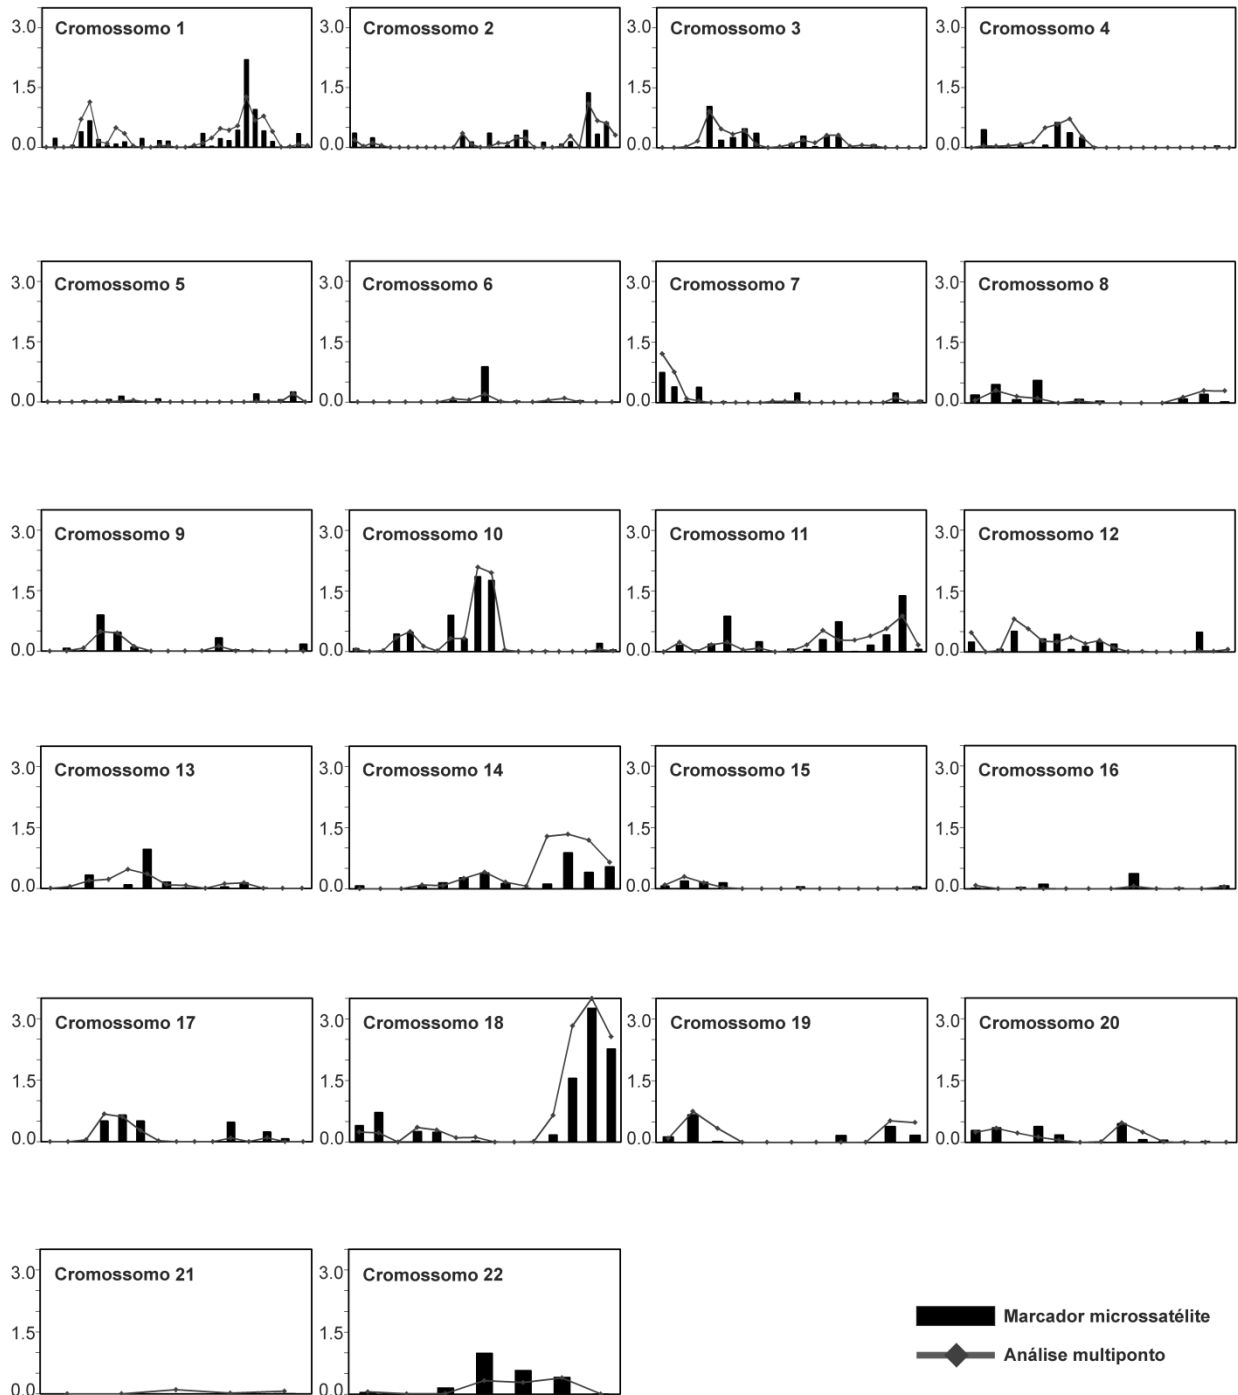 Cromossomo 1
3.0
1.5
0.0
Cromossomo 2
3.0
1.5
0.0
Cromossomo 3
3.0
1.5
0.0
Cromossomo 4
3.0
1.5
0.0
Cromossomo 5
3.0
1.5
0.0
Cromossomo 6
3.0
1.5
0.0
Cromossomo 7
3.0
1.5
0.0
Cromossomo 8
3.0
1.5
0.0
Cromossomo 9
3.0
1.5
0.0
Cromossomo 10
3.0
1.5
0.0
Cromossomo 11
3.0
1.5
0.0
Cromossomo 12
3.0
1.5
0.0
Cromossomo 13
3.0
1.5
0.0
Cromossomo 14
3.0
1.5
0.0
Cromossomo 15
3.0
1.5
0.0
Cromossomo 16
3.0
1.5
0.0
Cromossomo 17
3.0
1.5
0.0
Cromossomo 18
3.0
1.5
0.0
Cromossomo 19
3.0
1.5
0.0
Cromossomo 20
3.0
1.5
0.0
Cromossomo 21
3.0
1.5
0.0
Cromossomo 22
3.0
1.5
0.0
Marcador microssatélite
Análise multiponto